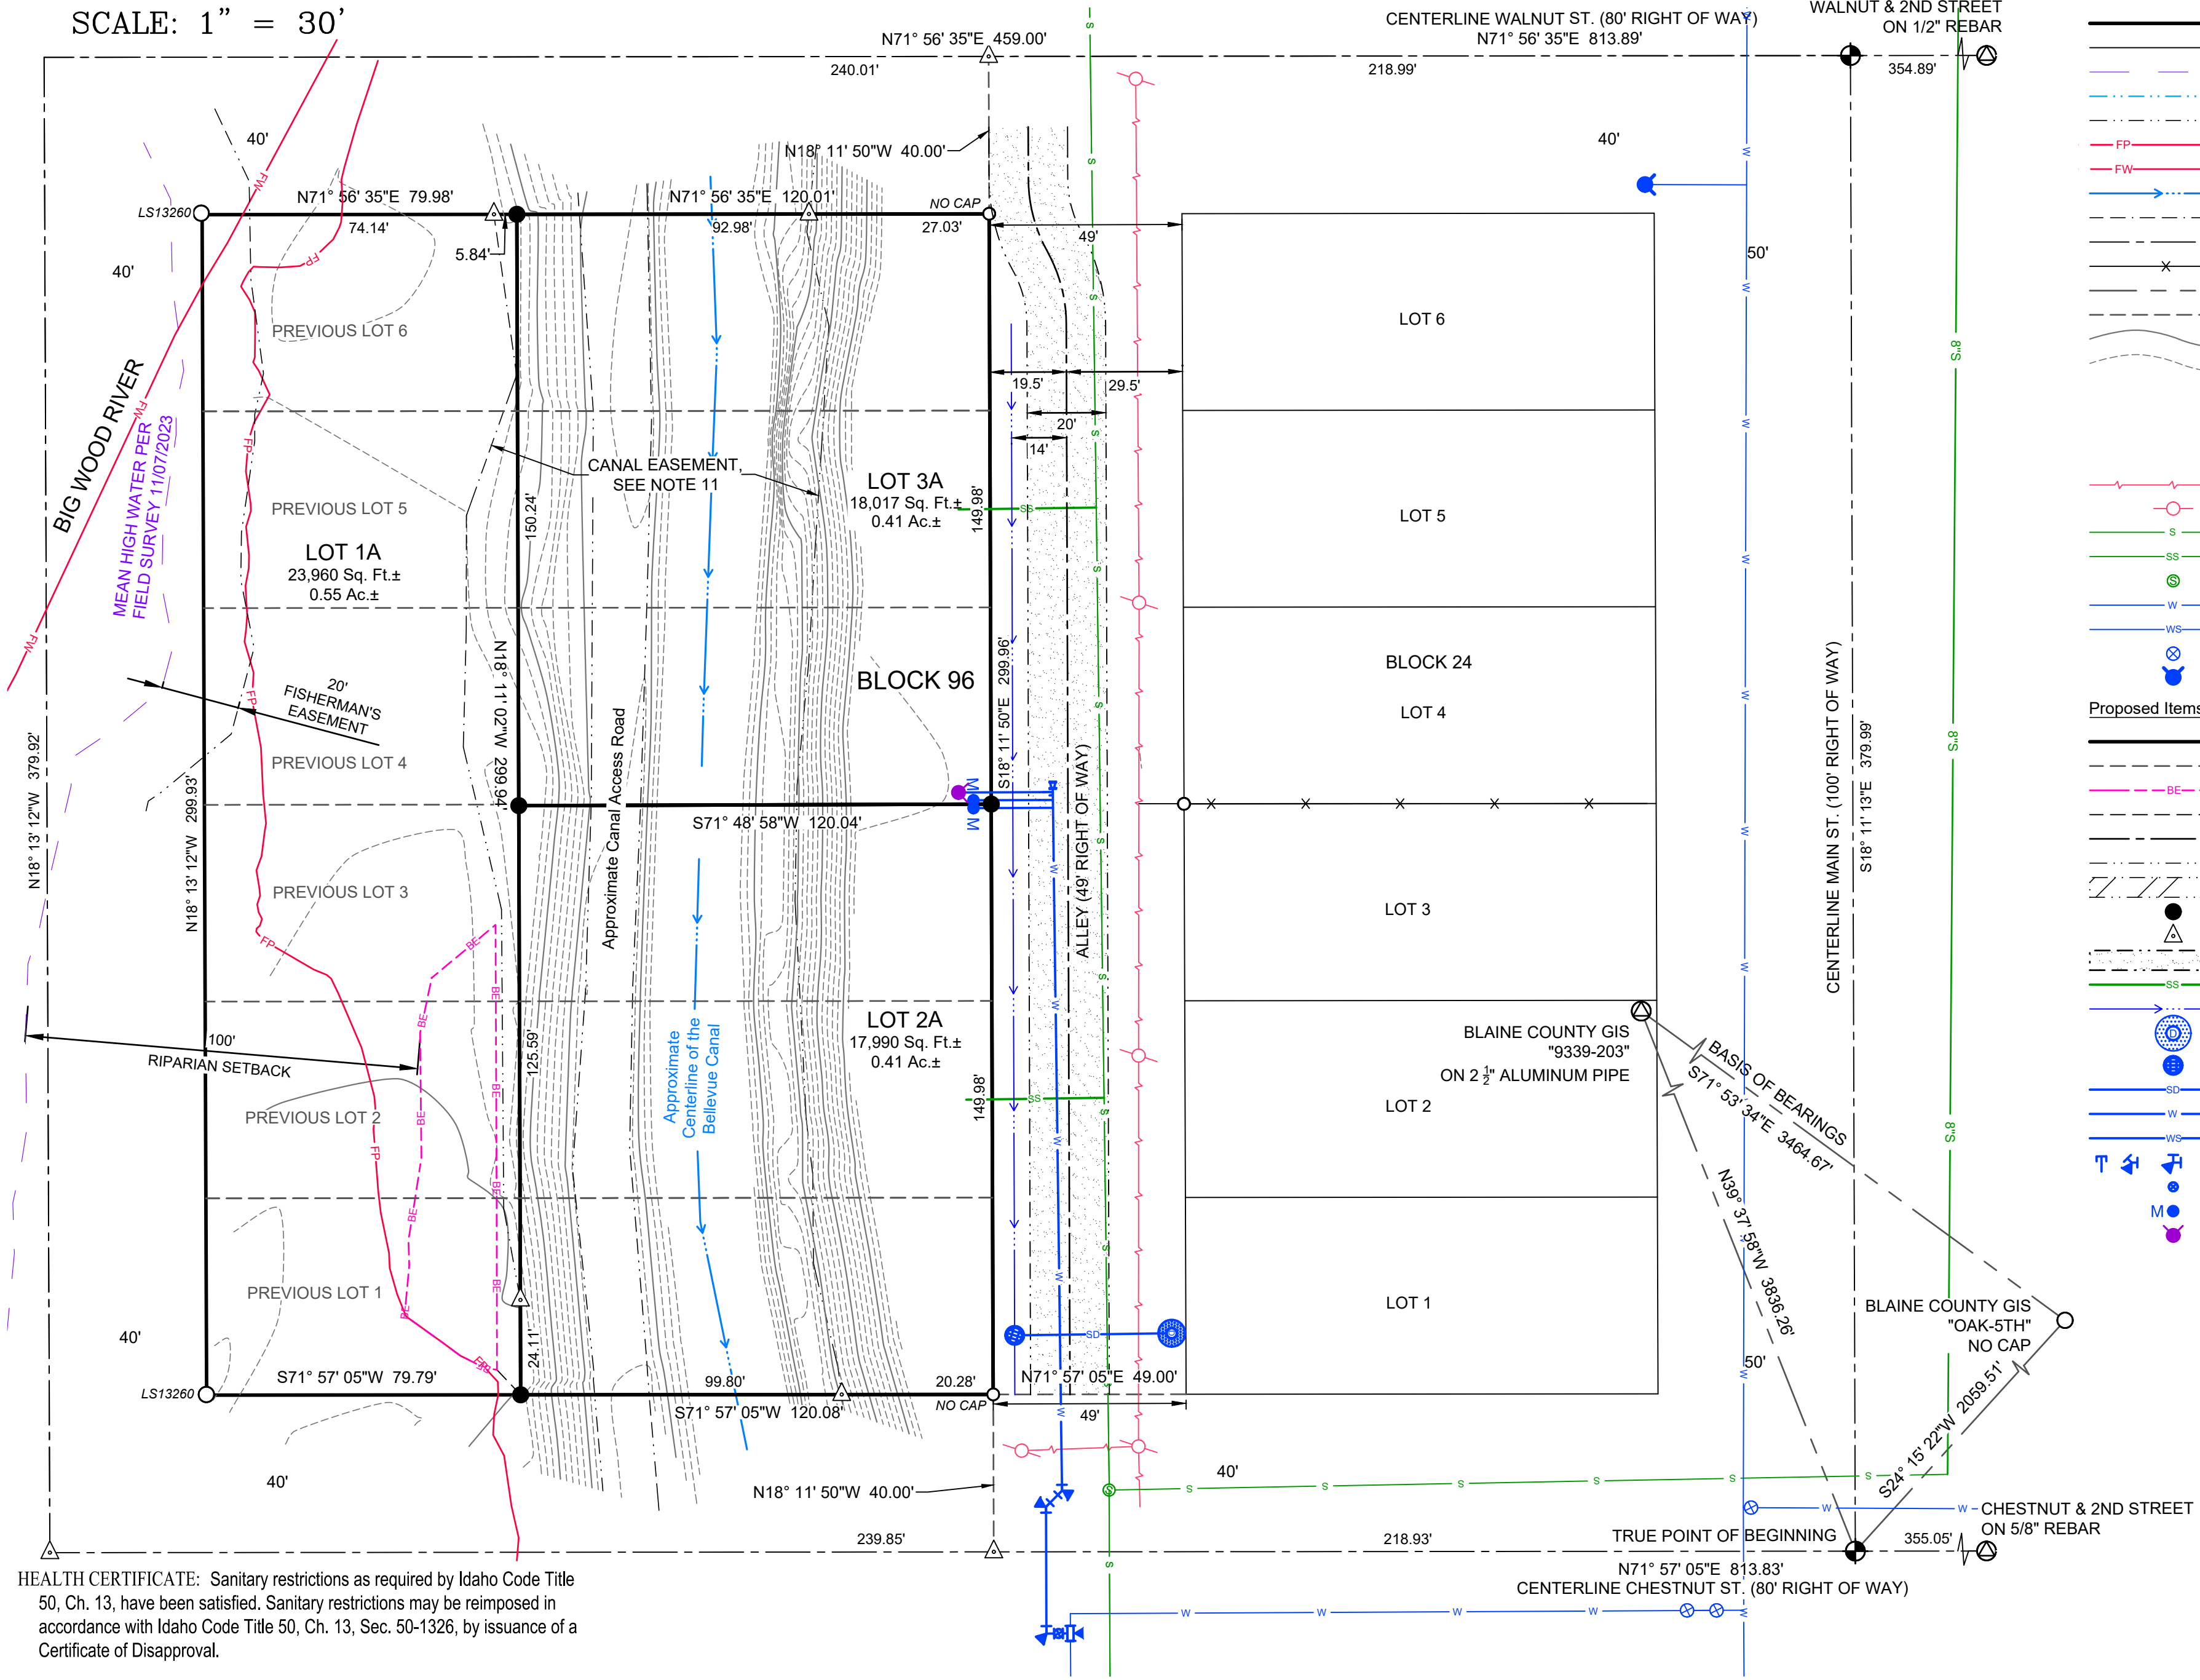 SCALE: 1" = 30'
WALNUT & 2ND STREET
ON 1/2" REBAR
CENTERLINE WALNUT ST. (80' RIGHT OF WAY)
N71° 56' 35"E 813.89'
N71° 56' 35"E 459.00'
240.01'
218.99'
354.89'
40'
N18° 11' 50"W 40.00'
40'
N71° 56' 35"E 79.98'
74.14'
N71° 56' 35"E 120.01'
92.98'
27.03'
LS13260
NO CAP
5.84'
49'
40'
50'
FW
FP
BIG WOOD RIVER
MEAN HIGH WATER PER
FIELD SURVEY 11/07/2023
PREVIOUS LOT 6
LOT 6
19.5'
29.5'
20'
14'
CANAL EASEMENT,
SEE NOTE 11
PREVIOUS LOT 5
LOT 3A
18,017 Sq. Ft.±
0.41 Ac.±
149.98'
SS
LOT 5
150.24'
LOT 1A
23,960 Sq. Ft.±
0.55 Ac.±
20'
FISHERMAN'S
EASEMENT
BLOCK 96
S18° 11' 50"E 299.96'
N18° 11' 02"W 299.94'
BLOCK 24
LOT 4
PREVIOUS LOT 4
N18° 13' 12"W 379.92'
N18° 13' 12"W 299.93'
Approximate Canal Access Road
S71° 48' 58"W 120.04'
M
M
ALLEY (49' RIGHT OF WAY)
CENTERLINE MAIN ST. (100' RIGHT OF WAY)
S18° 11' 13"E 379.99'
8"S
8"S
8"S
PREVIOUS LOT 3
LOT 3
BE
100'
RIPARIAN SETBACK
125.59'
Approximate
Centerline of the
Bellevue Canal
LOT 2A
17,990 Sq. Ft.±
0.41 Ac.±
149.98'
SS
BLAINE COUNTY GIS
"9339-203"
ON 2 ½" ALUMINUM PIPE
LOT 2
BASIS OF BEARINGS
S71° 53' 34"E 3464.67'
PREVIOUS LOT 2
N39° 37' 58"W 3836.26'
PREVIOUS LOT 1
LOT 1
BLAINE COUNTY GIS
"OAK-5TH"
NO CAP
SD
40'
24.11'
50'
S24° 15' 22"W 2059.51'
LS13260
S71° 57' 05"W 79.79'
99.80'
S71° 57' 05"W 120.08'
20.28'
NO CAP
N71° 57' 05"E 49.00'
49'
40'
40'
N18° 11' 50"W 40.00'
CHESTNUT & 2ND STREET
ON 5/8" REBAR
239.85'
218.93'
TRUE POINT OF BEGINNING
355.05'
N71° 57' 05"E 813.83'
CENTERLINE CHESTNUT ST. (80' RIGHT OF WAY)
FP
FW
X
S
SS
S
W
WS
Proposed Items
BE
SS
D
SD
W
WS
M
HEALTH CERTIFICATE: Sanitary restrictions as required by Idaho Code Title
50, Ch. 13, have been satisfied. Sanitary restrictions may be reimposed in
accordance with Idaho Code Title 50, Ch. 13, Sec. 50-1326, by issuance of a
Certificate of Disapproval.